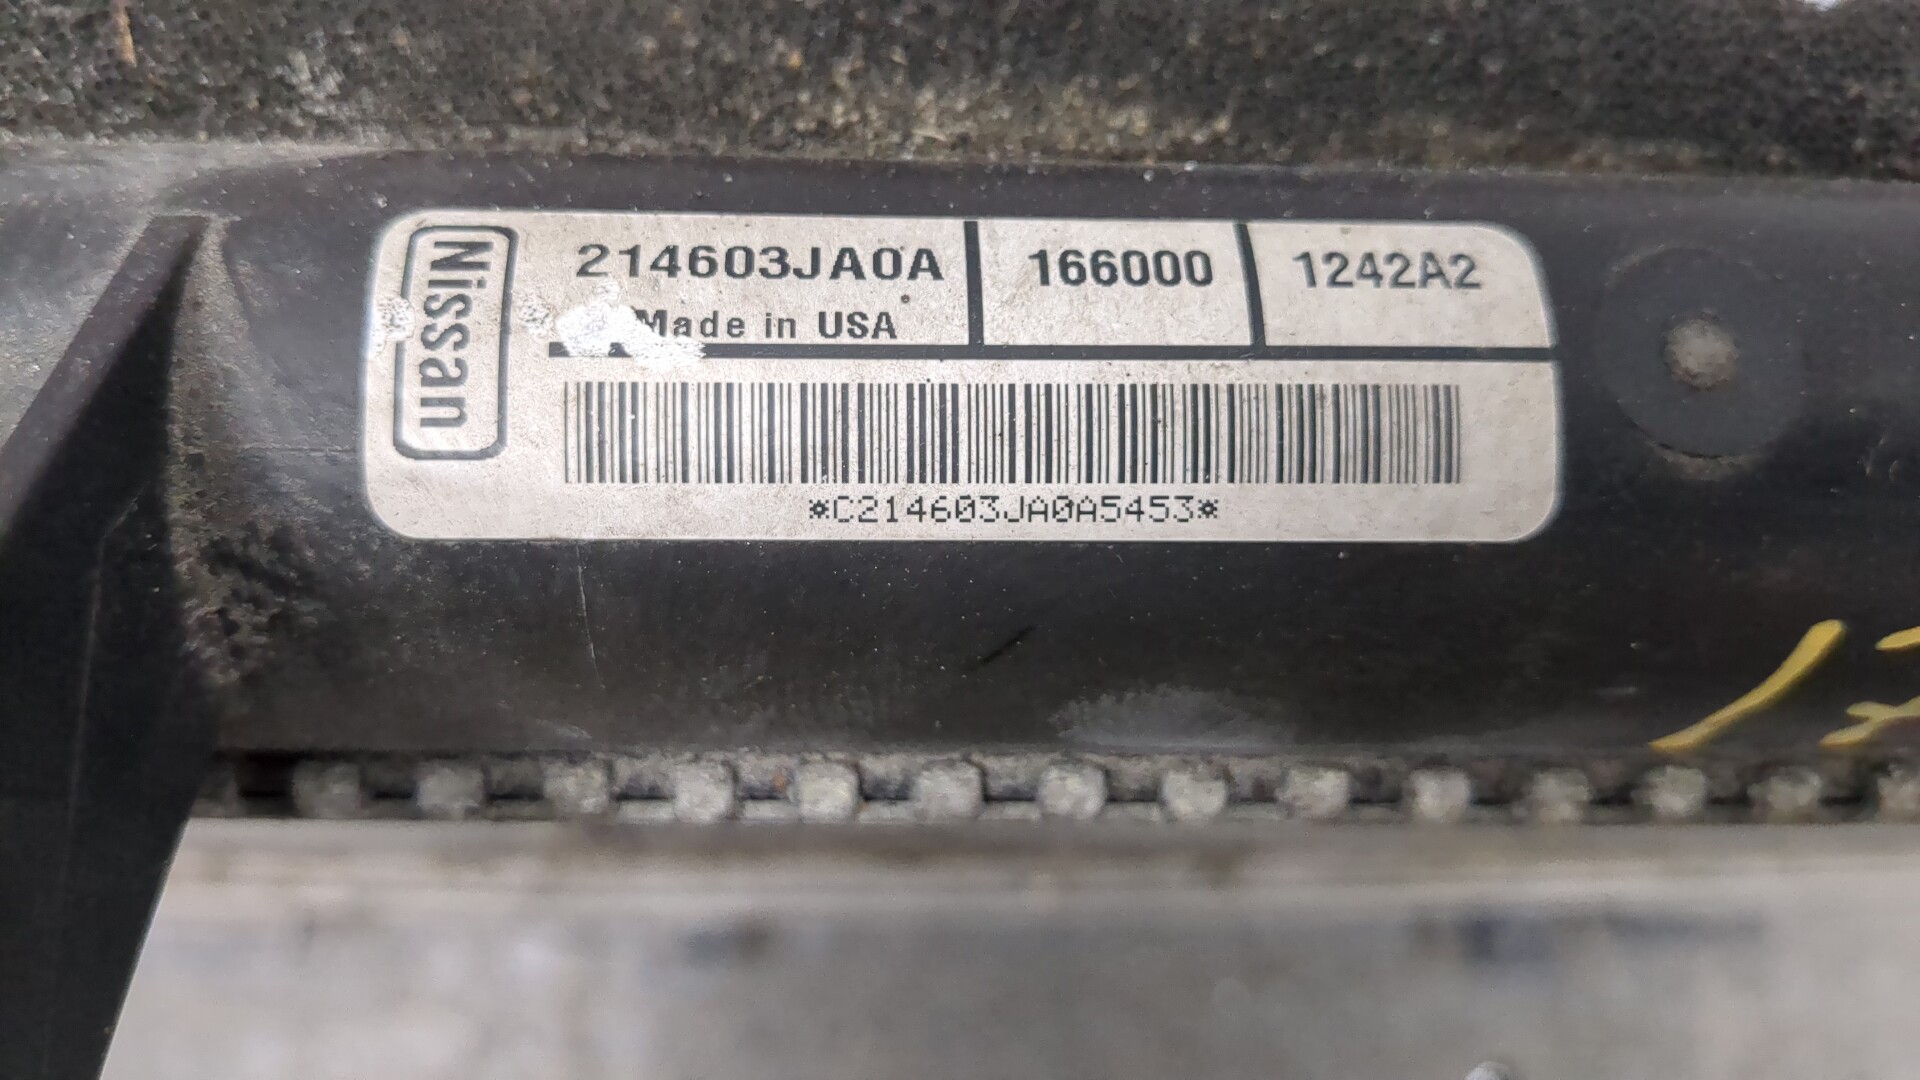 Nissan
214603JA0A 166000 1242A2
Made in USA
*C214603JA0A5453*